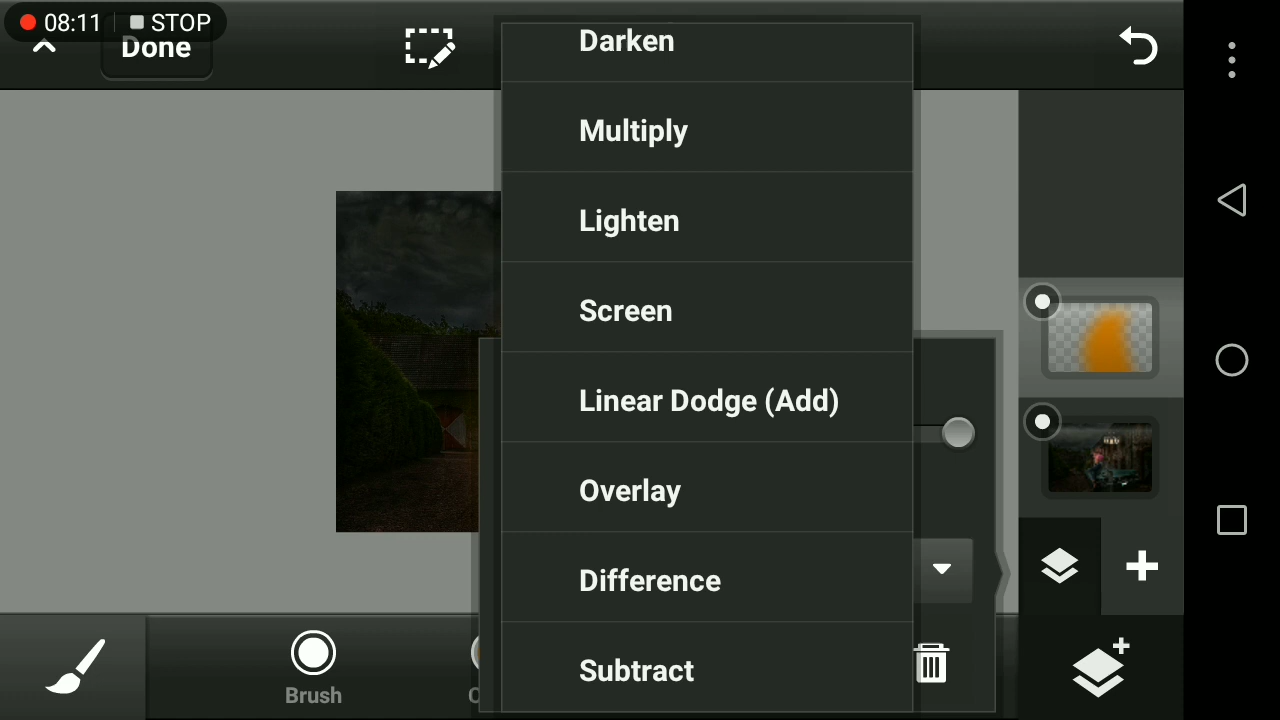 08:11
STOP
Done
Darken
Multiply
Lighten
Screen
Linear Dodge (Add)
Overlay
Difference
Subtract
Brush